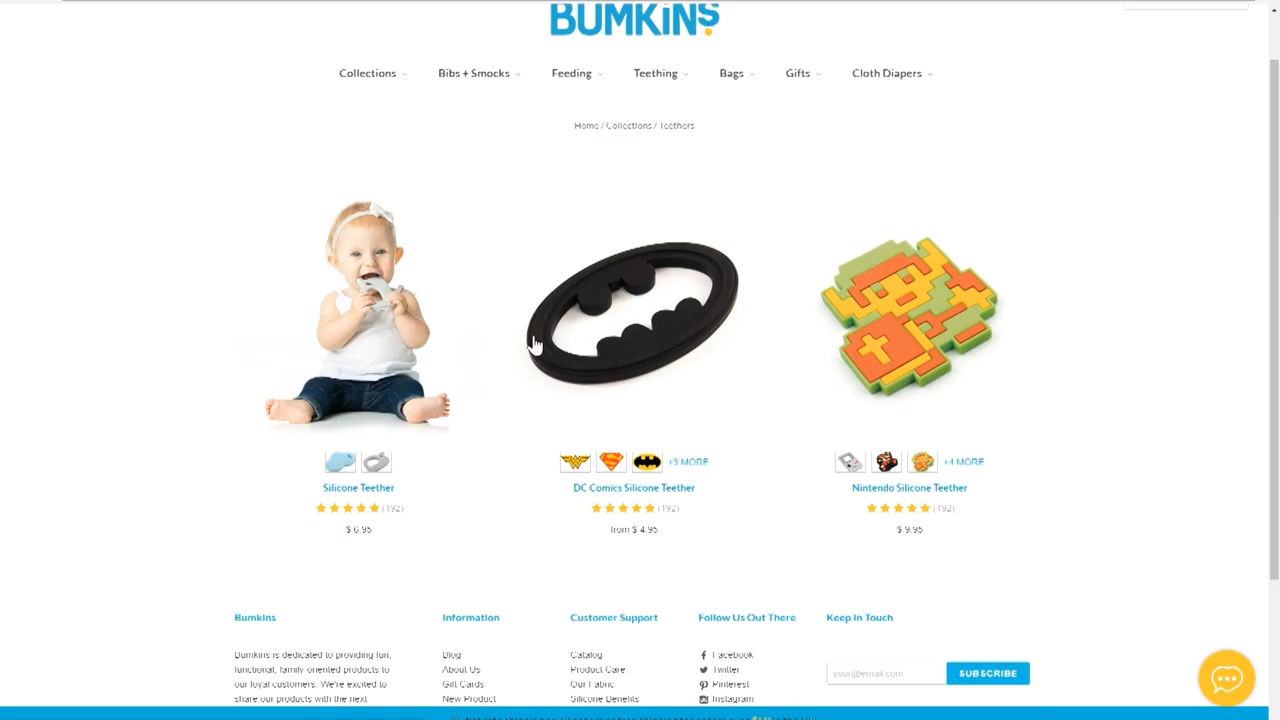 BUMKINS
Collections Bibs + Smocks Feeding Teething Bags Gifts Cloth Diapers
Home / Collections / Teethers
+3 MORE +4 MORE
Silicone Teether DC Comics Silicone Teether Nintendo Silicone Teether
(192) (192) (192)
$ 6.95 from $ 4.95 $ 9.95
Bumkins Information Customer Support Follow Us Out There Keep In Touch
Bumkins is dedicated to providing fun, Blog Catalog Facebook
functional, family oriented products to About Us Product Care Twitter your@email.com SUBSCRIBE
our loyal customers. We're excited to Gift Cards Our Fabric Pinterest
share our products with the next New Product Silicone Benefits Instagram